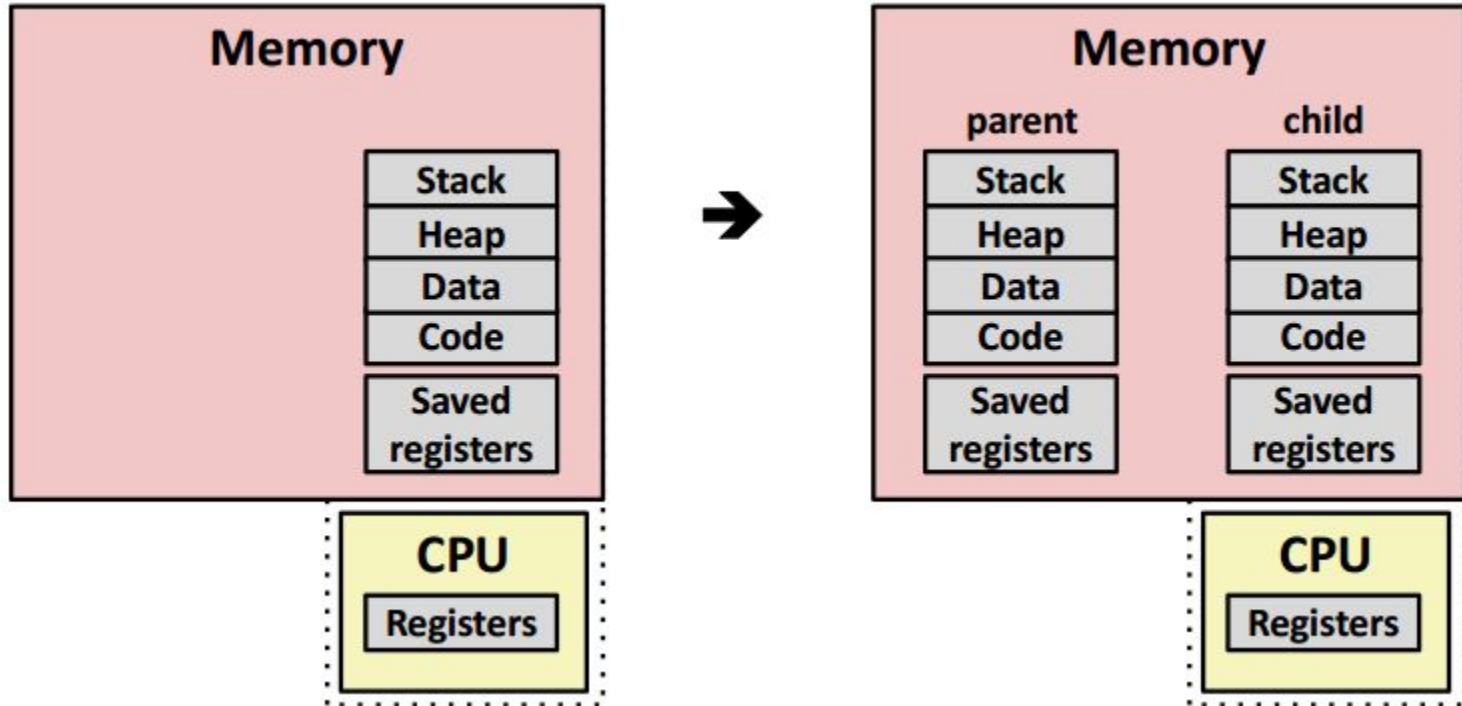 Memory
Stack
Heap
Data
Code
Saved
registers
CPU
Registers
➔
Memory
parent
child
Stack
Stack
Heap
Heap
Data
Data
Code
Code
Saved
registers
Saved
registers
CPU
Registers